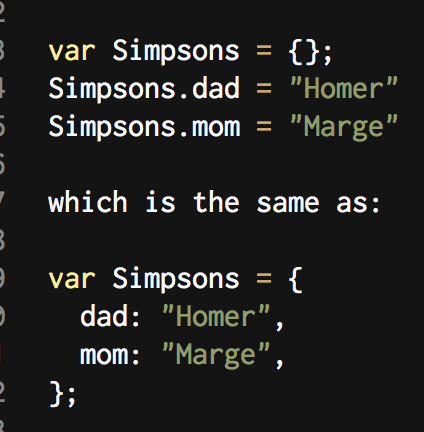 2
3 var Simpsons = {};
4 Simpsons.dad = "Homer"
5 Simpsons.mom = "Marge"
6
7 which is the same as:
8
9 var Simpsons = {
0 dad: "Homer",
mom: "Marge",
2 };
3